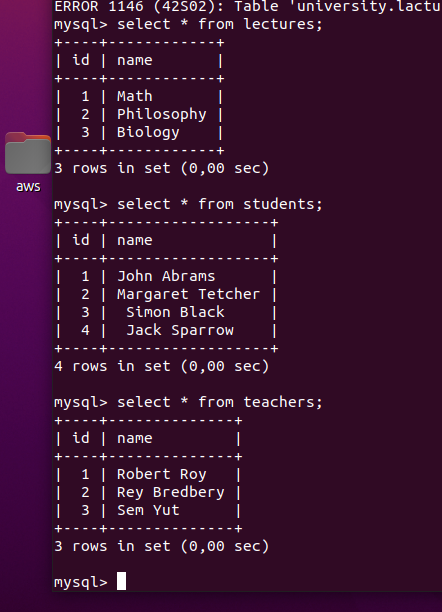 ERROR 1146 (42S02): Table 'university.lactu
mysql> select * from lectures;
+----+------------+
| id | name       |
+----+------------+
|  1 | Math       |
|  2 | Philosophy |
|  3 | Biology    |
+----+------------+
3 rows in set (0,00 sec)
mysql> select * from students;
+----+------------------+
| id | name             |
+----+------------------+
|  1 | John Abrams      |
|  2 | Margaret Tetcher |
|  3 |  Simon Black     |
|  4 |  Jack Sparrow    |
+----+------------------+
4 rows in set (0,00 sec)
mysql> select * from teachers;
+----+--------------+
| id | name         |
+----+--------------+
|  1 | Robert Roy   |
|  2 | Rey Bredbery |
|  3 | Sem Yut      |
+----+--------------+
3 rows in set (0,00 sec)
mysql>
aws